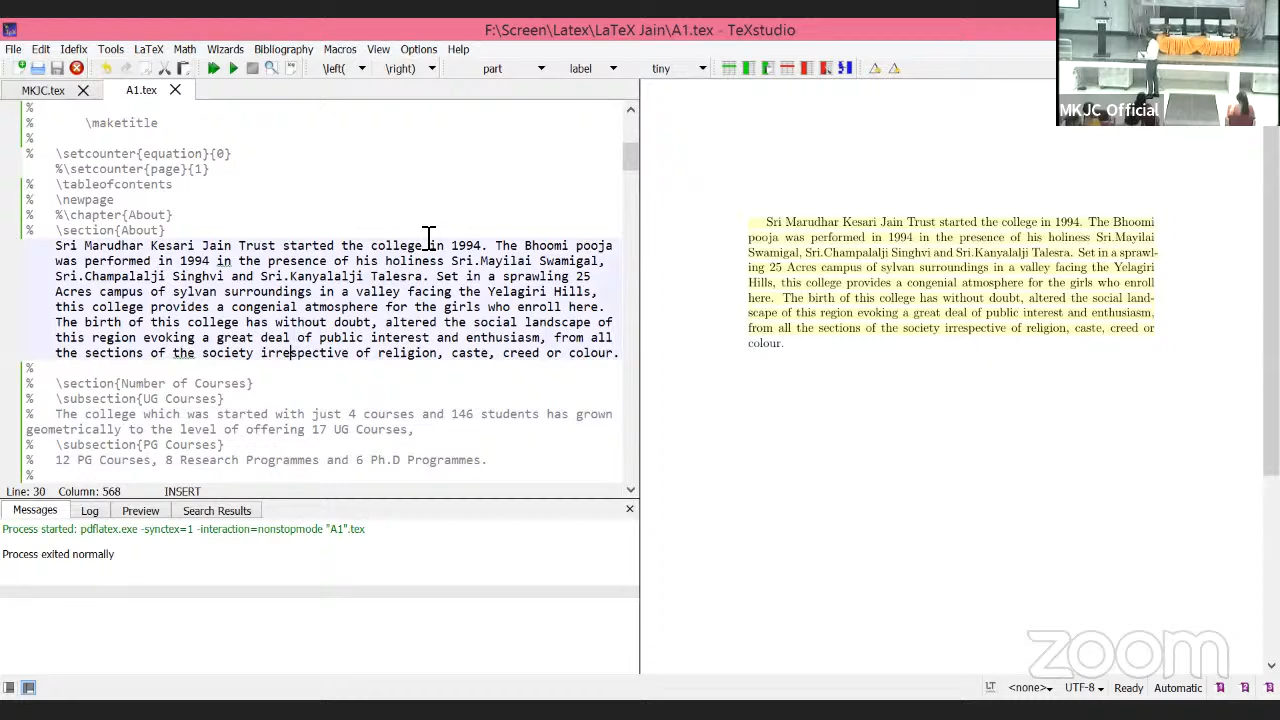 F:\Screen\Latex\LaTeX Jain\A1.tex - TeXstudio
File Edit Idefix Tools LaTeX Math Wizards Bibliography Macros View Options Help
\left( \right) part label tiny
MKJC.tex A1.tex
MKJC Official
%
% \maketitle
%
% \setcounter{equation}{0}
%\setcounter{page}{1}
% \tableofcontents
% \newpage
% %\chapter{About}
% \section{About}
Sri Marudhar Kesari Jain Trust started the college in 1994. The Bhoomi pooja
was performed in 1994 in the presence of his holiness Sri.Mayilai Swamigal,
Sri.Champalalji Singhvi and Sri.Kanyalalji Talesra. Set in a sprawling 25
Acres campus of sylvan surroundings in a valley facing the Yelagiri Hills,
this college provides a congenial atmosphere for the girls who enroll here.
The birth of this college has without doubt, altered the social landscape of
this region evoking a great deal of public interest and enthusiasm, from all
the sections of the society irrespective of religion, caste, creed or colour.
%
% \section{Number of Courses}
% \subsection{UG Courses}
% The college which was started with just 4 courses and 146 students has grown
geometrically to the level of offering 17 UG Courses,
% \subsection{PG Courses}
% 12 PG Courses, 8 Research Programmes and 6 Ph.D Programmes.
%
Line: 30 Column: 568 INSERT
Messages Log Preview Search Results
Process started: pdflatex.exe -synctex=1 -interaction=nonstopmode "A1".tex
Process exited normally
Sri Marudhar Kesari Jain Trust started the college in 1994. The Bhoomi
pooja was performed in 1994 in the presence of his holiness Sri.Mayilai
Swamigal, Sri.Champalalji Singhvi and Sri.Kanyalalji Talesra. Set in a sprawl-
ing 25 Acres campus of sylvan surroundings in a valley facing the Yelagiri
Hills, this college provides a congenial atmosphere for the girls who enroll
here. The birth of this college has without doubt, altered the social land-
scape of this region evoking a great deal of public interest and enthusiasm,
from all the sections of the society irrespective of religion, caste, creed or
colour.
zoom
LT <none> UTF-8 Ready Automatic